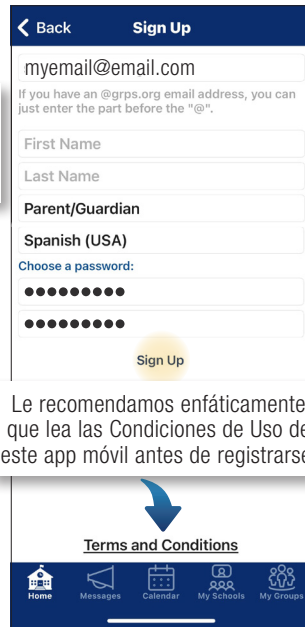 Back
Sign Up
myemail@email.com
If you have an @grps.org email address, you can
just enter the part before the "@".
First Name
Last Name
Parent/Guardian
Spanish (USA)
Choose a password:
●●●●●●●●●
●●●●●●●●●
Sign Up
Le recomendamos enfáticamente
que lea las Condiciones de Uso de
este app móvil antes de registrarse
Terms and Conditions
Home Messages Calendar My Schools My Groups